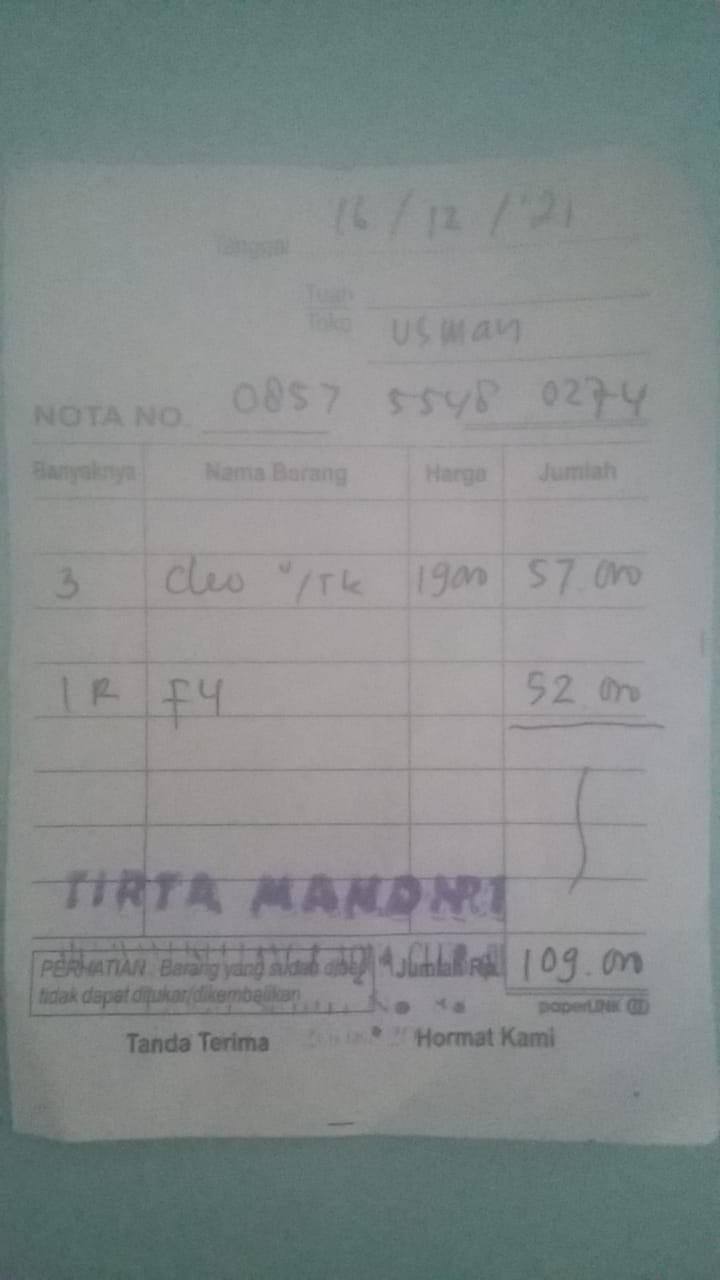 Tanggal 16 / 12 / '21
Tuan
Toko usman
NOTA NO. 0857 5548 0274
Banyaknya Nama Barang Harga Jumlah
3 Cleo /Tk 19000 57.000
1 R F4 52.000
TIRTA MANDIRI
PERHATIAN : Barang yang sudah dibeli Jumlah Rp. 109.000
tidak dapat ditukar/dikembalikan
paperLINK
Tanda Terima Hormat Kami